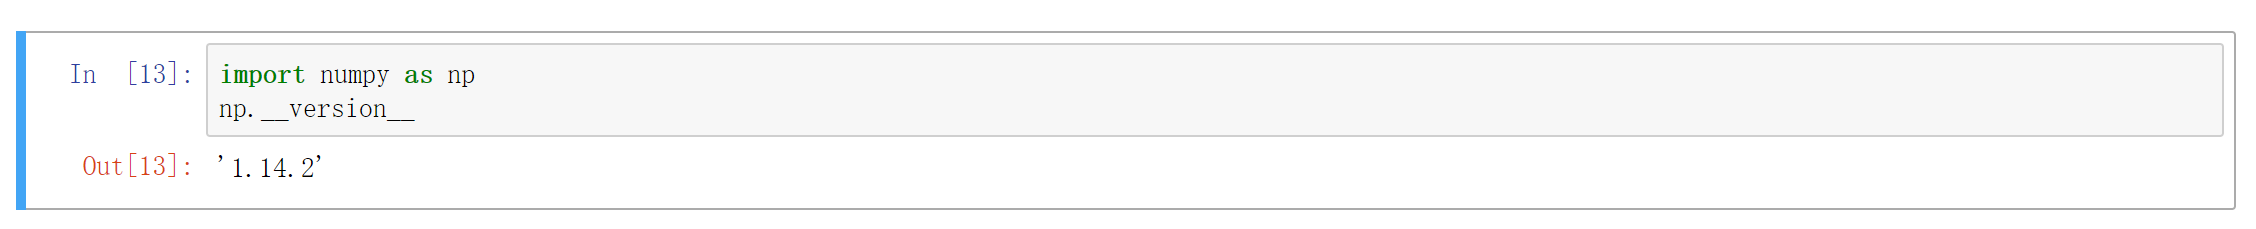 In [13]: import numpy as np
np.__version__
Out[13]: '1.14.2'